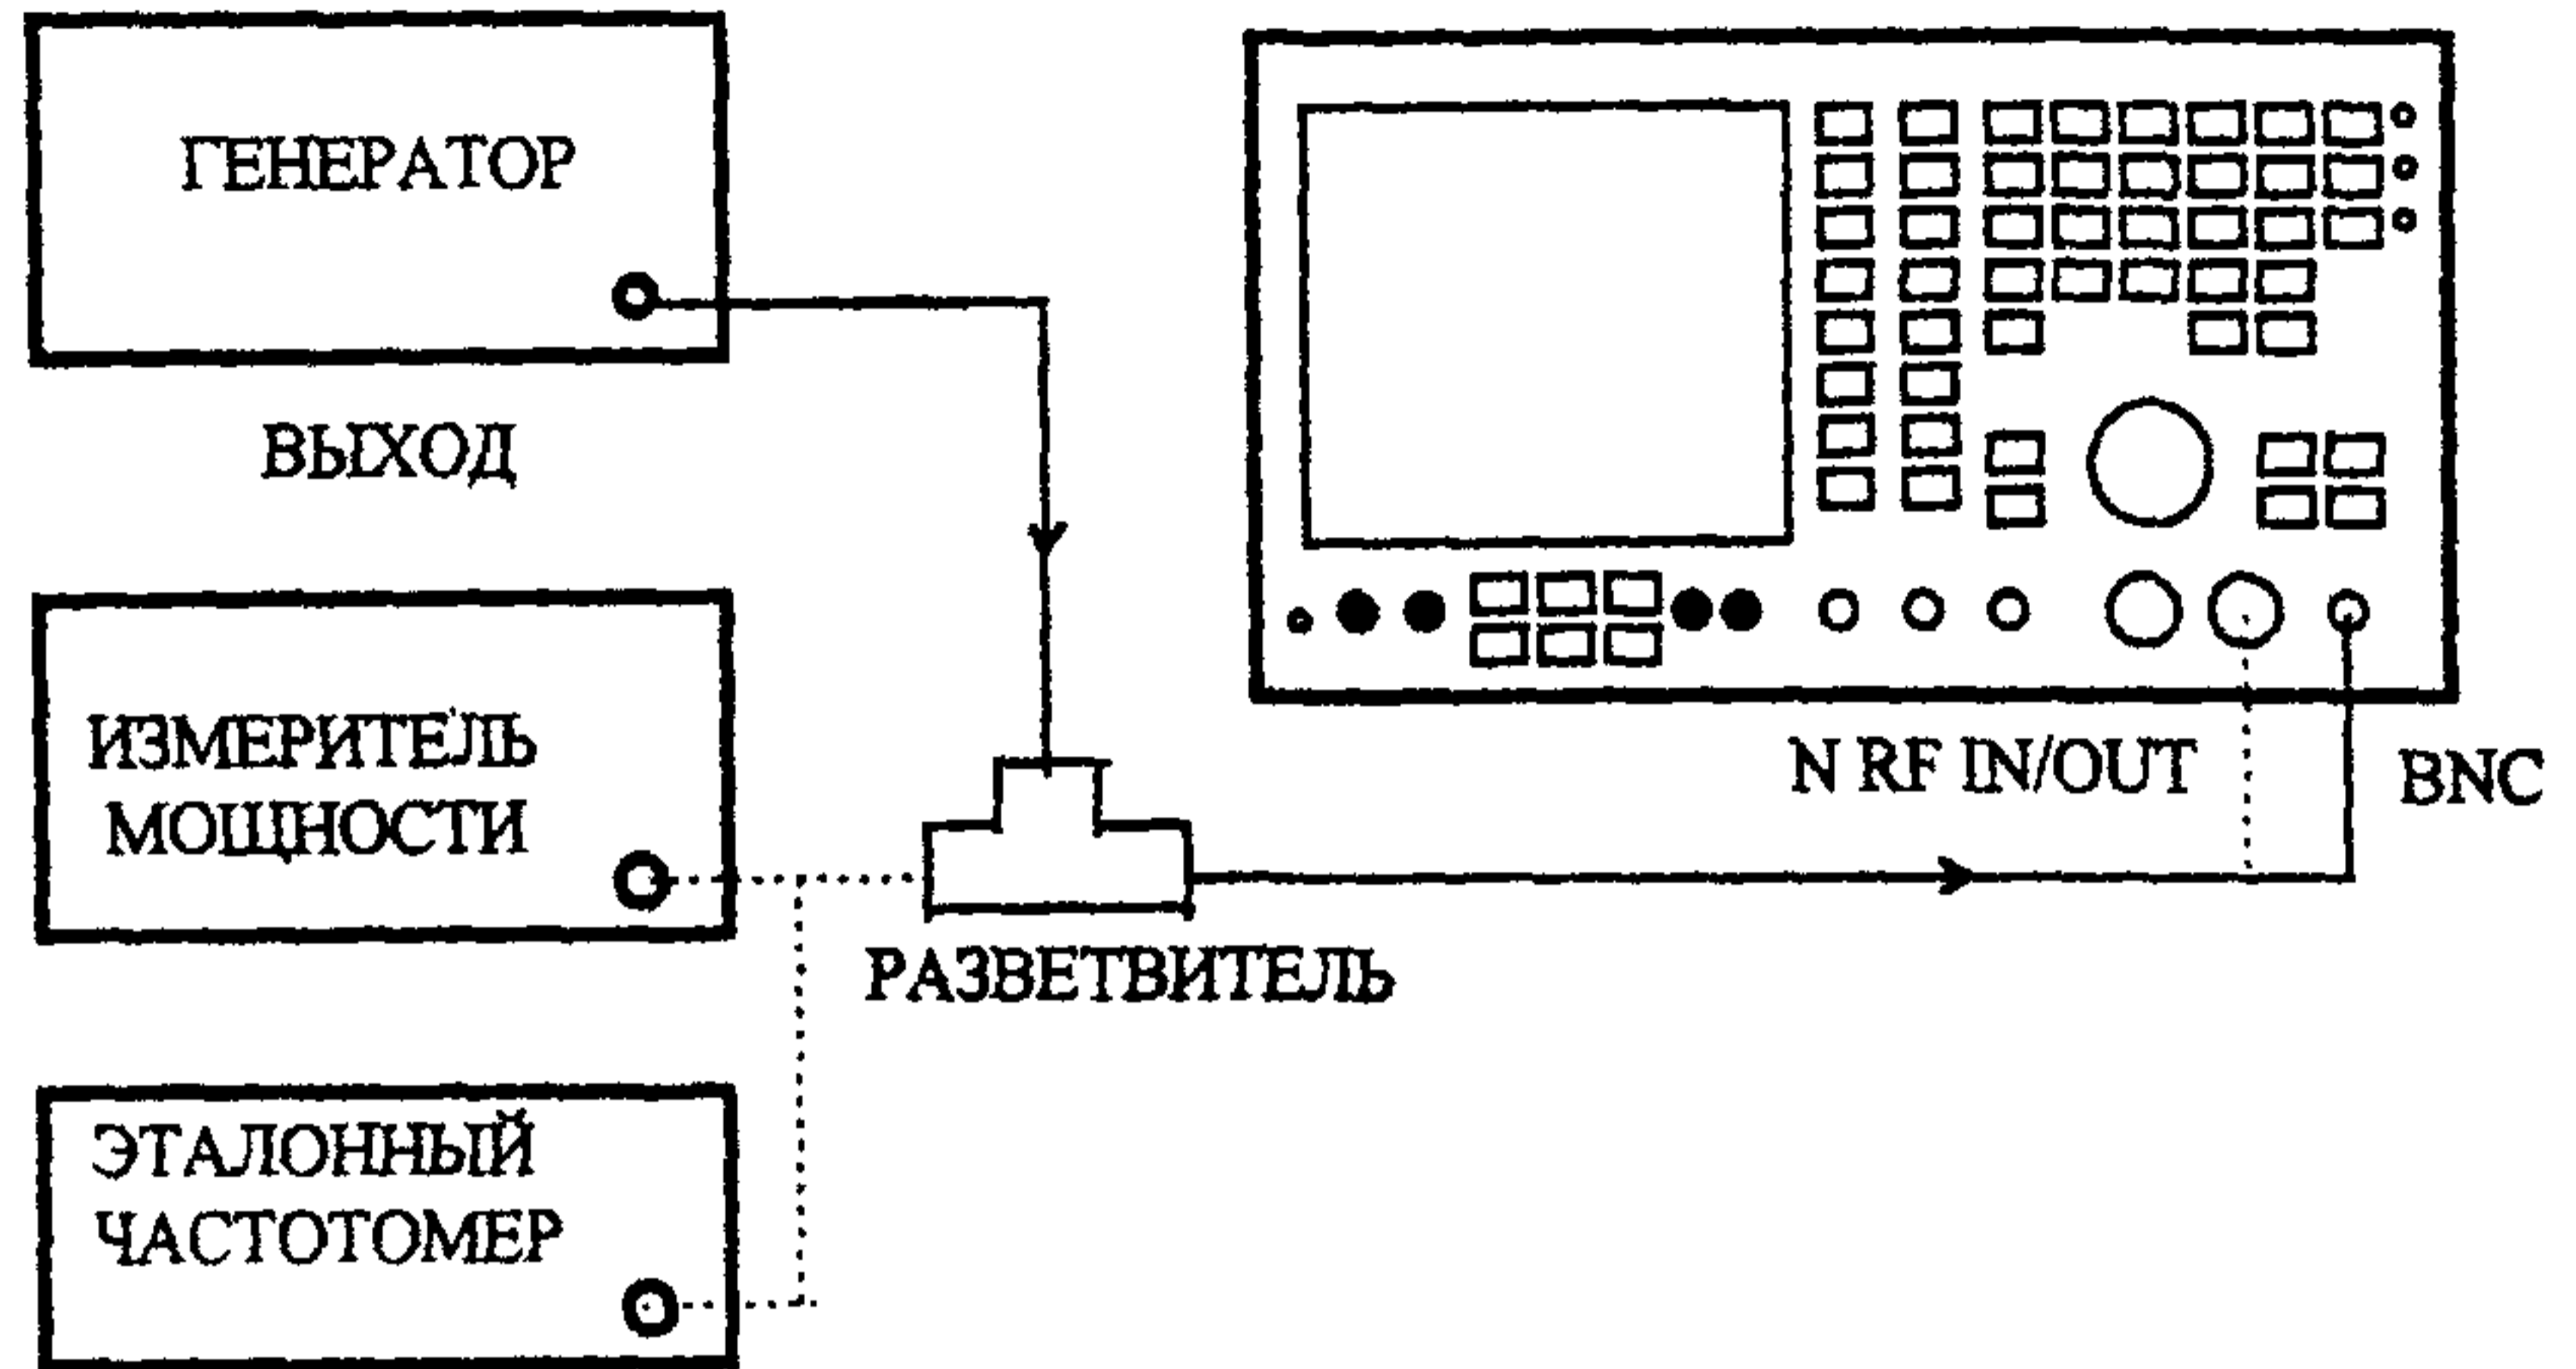 ГЕНЕРАТОР
ВЫХОД
ИЗМЕРИТЕЛЬ
МОЩНОСТИ
N RF IN/OUT
BNC
РАЗВЕТВИТЕЛЬ
ЭТАЛОННЫЙ
ЧАСТОТОМЕР